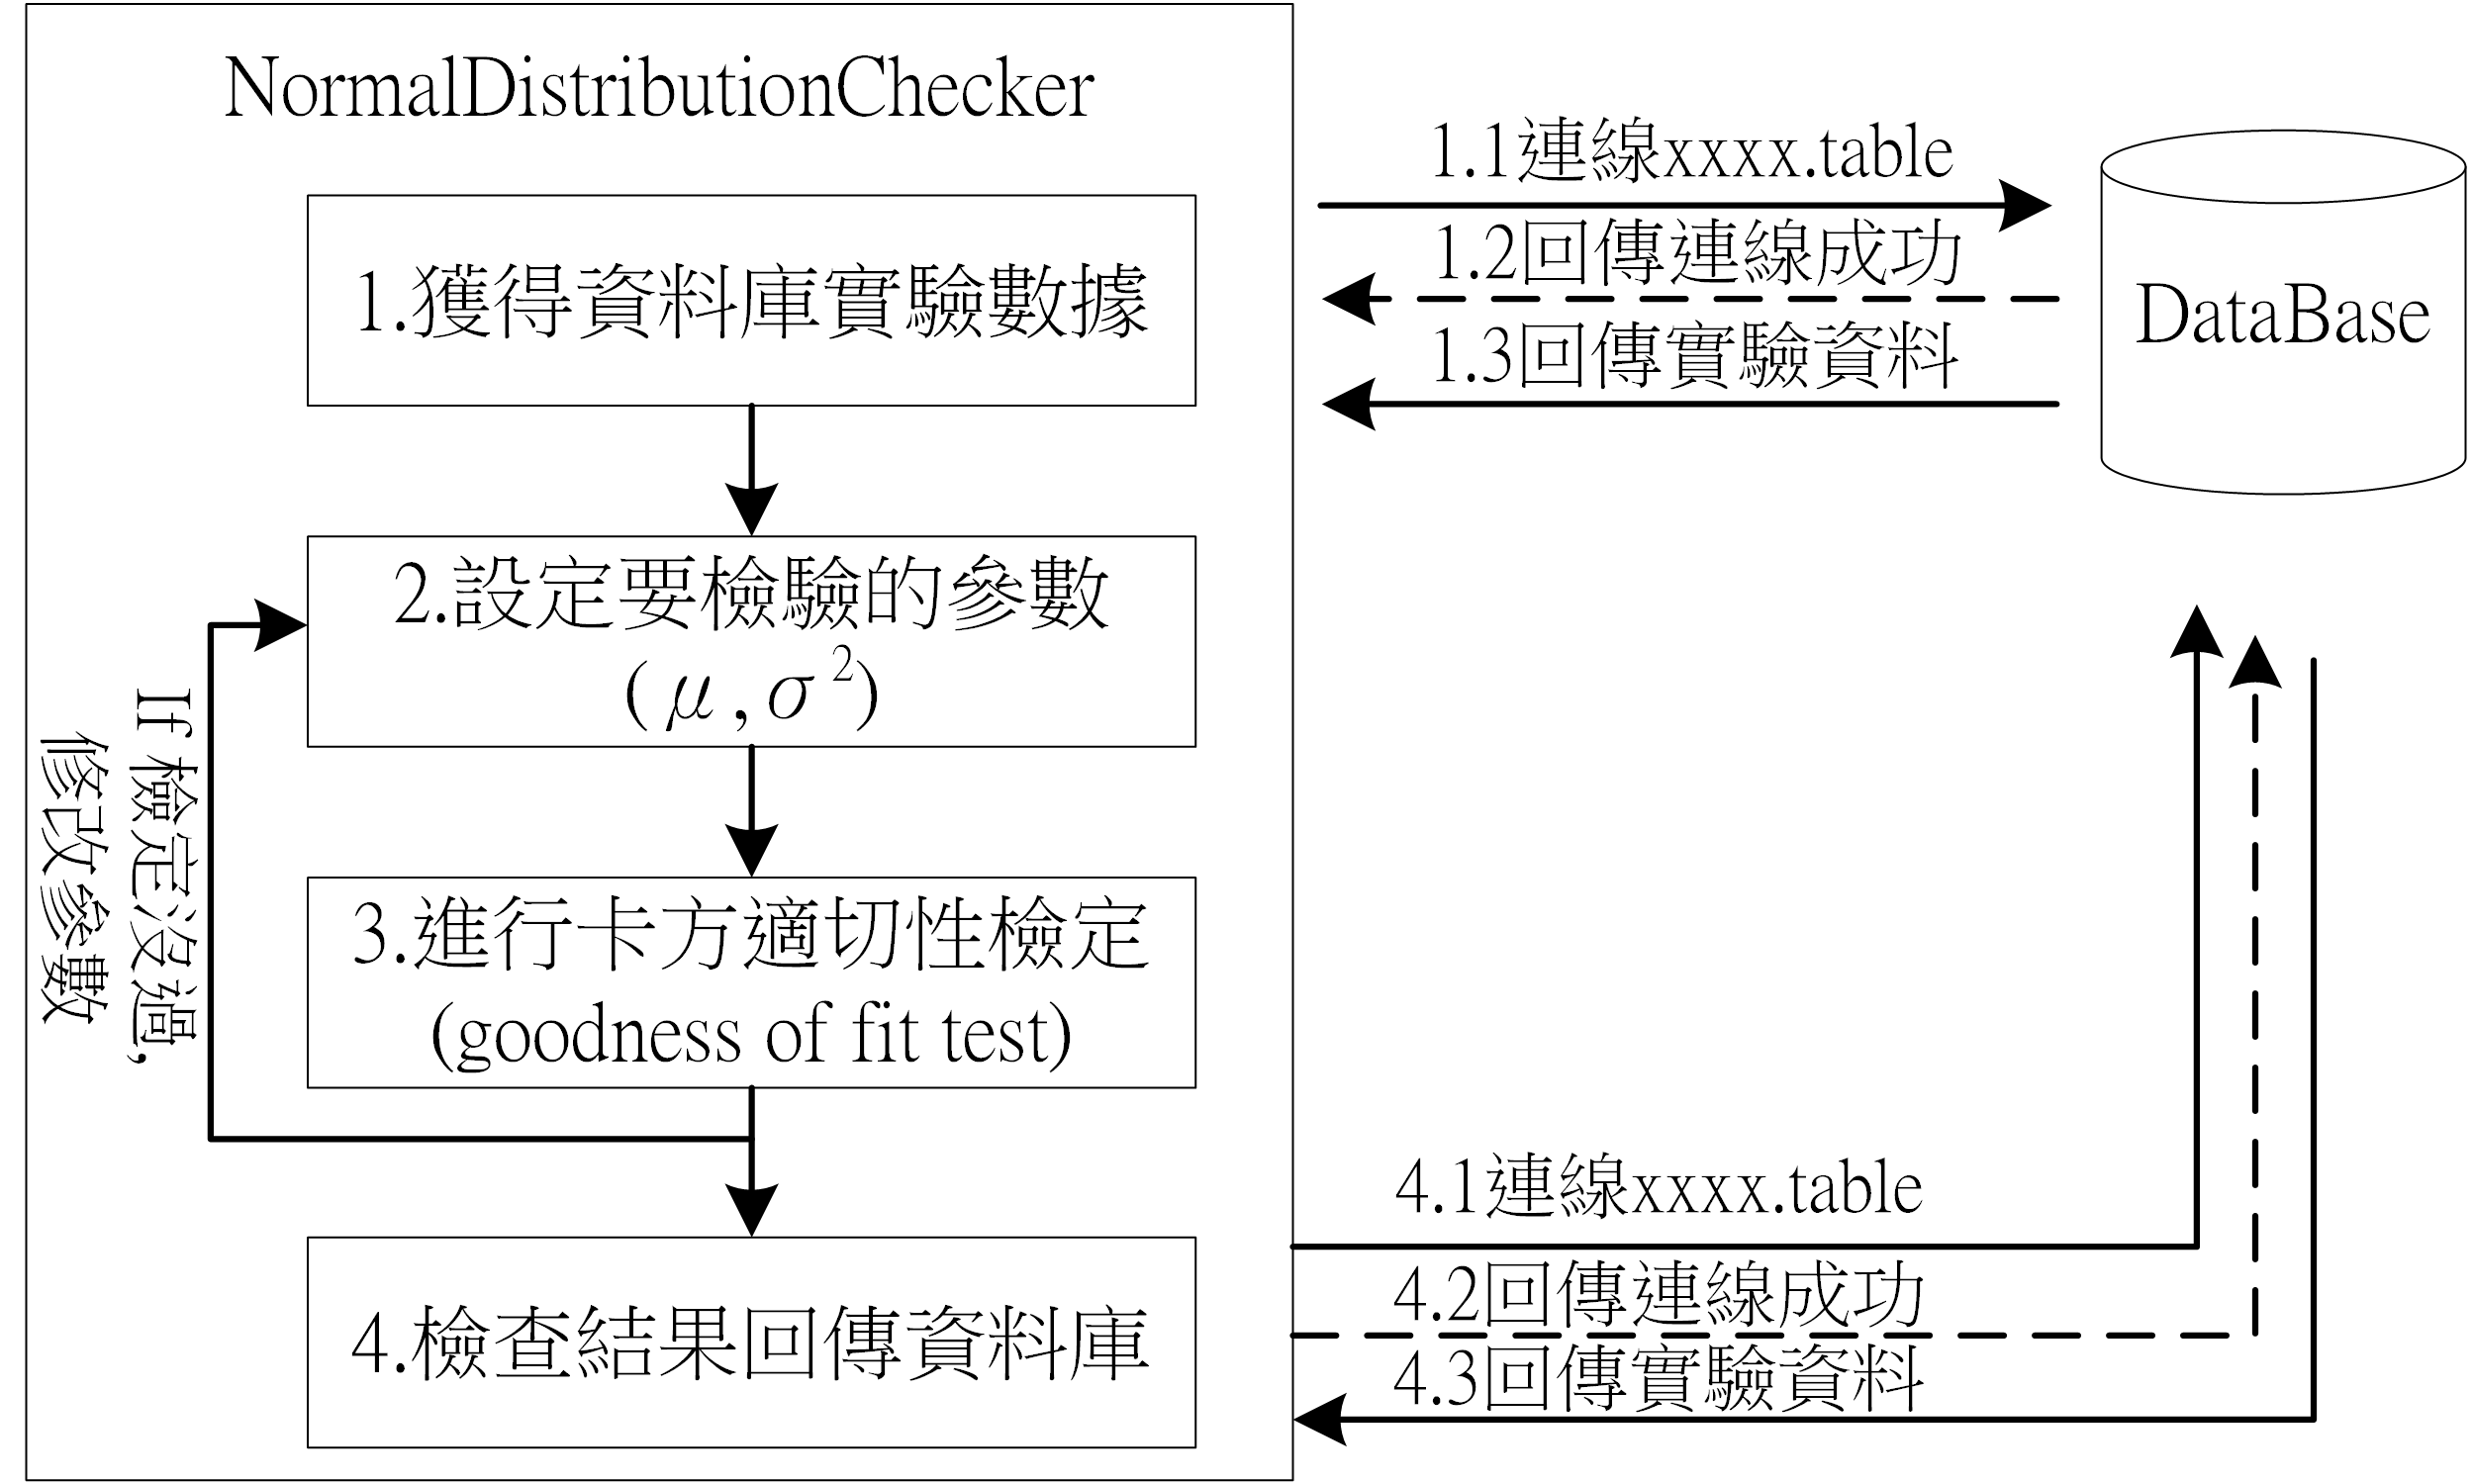 NormalDistributionChecker
1.獲得資料庫實驗數據
2.設定要檢驗的參數
(μ,σ²)
3.進行卡方適切性檢定
(goodness of fit test)
4.檢查結果回傳資料庫
If 檢定沒過,
修改參數
1.1連線xxxx.table
1.2回傳連線成功
1.3回傳實驗資料
DataBase
4.1連線xxxx.table
4.2回傳連線成功
4.3回傳實驗資料